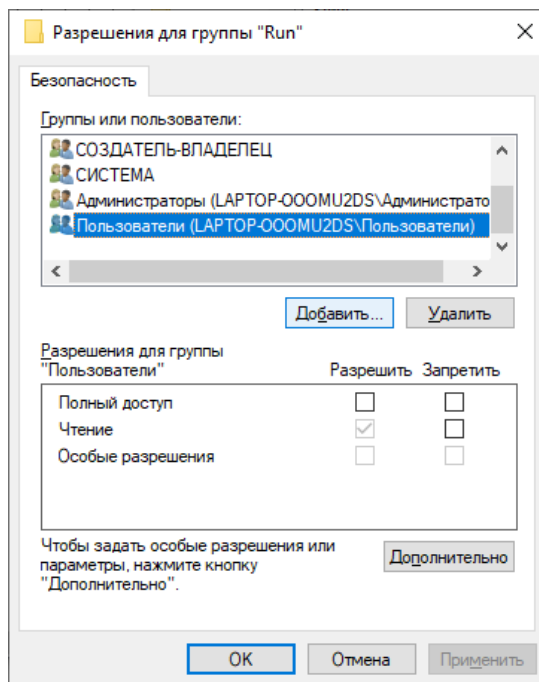 Разрешения для группы "Run"
Безопасность
Группы или пользователи:
СОЗДАТЕЛЬ-ВЛАДЕЛЕЦ
СИСТЕМА
Администраторы (LAPTOP-OOOMU2DS\Администрато
Пользователи (LAPTOP-OOOMU2DS\Пользователи)
Добавить... Удалить
Разрешения для группы
"Пользователи" Разрешить Запретить
Полный доступ
Чтение
Особые разрешения
Чтобы задать особые разрешения или
параметры, нажмите кнопку
"Дополнительно".
Дополнительно
OK Отмена Применить